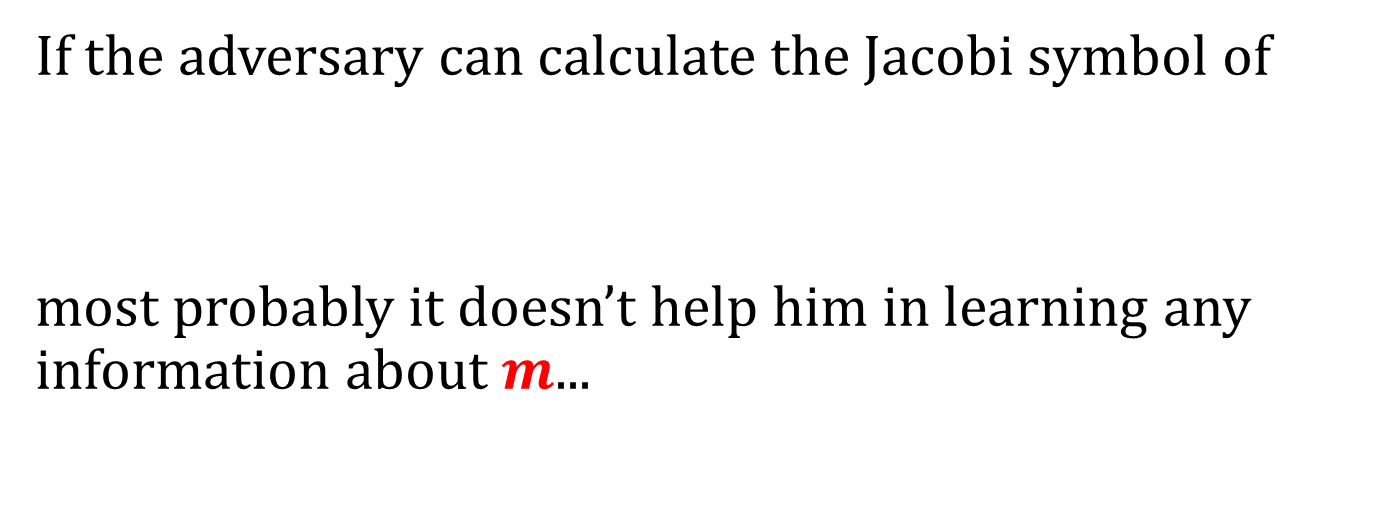 If the adversary can calculate the Jacobi symbol of
most probably it doesn’t help him in learning any
information about m...